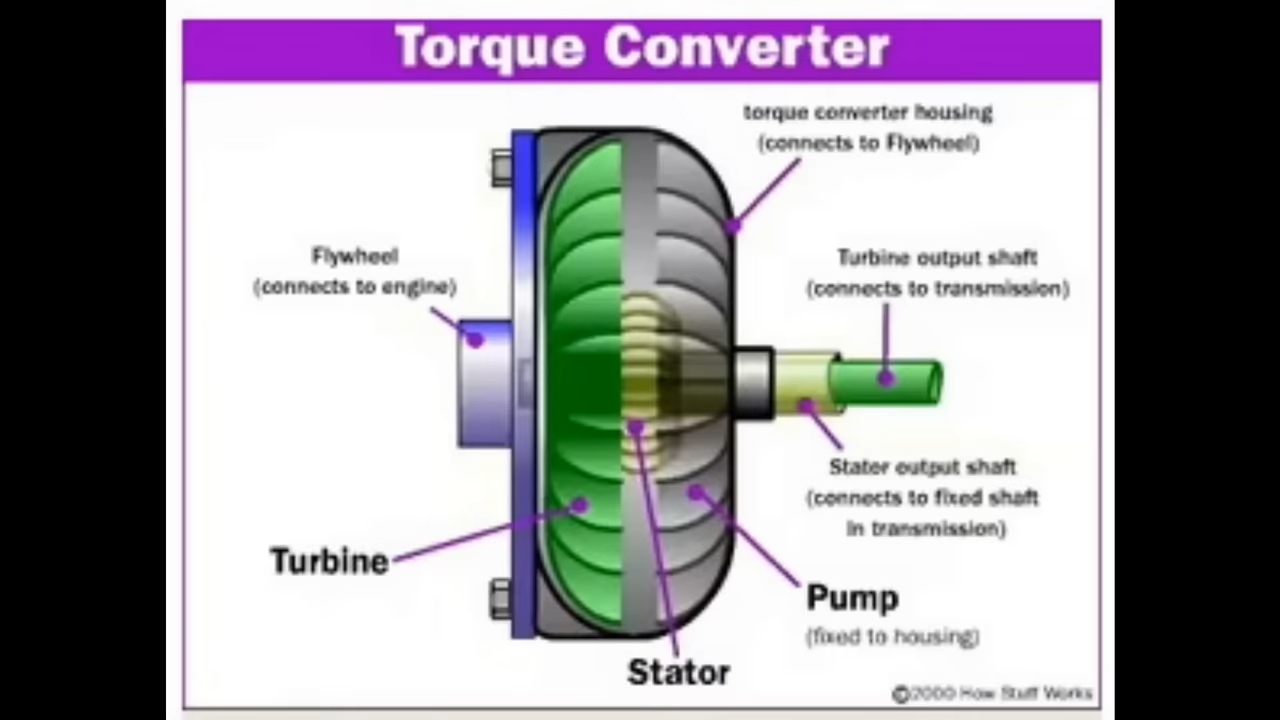 Torque Converter
torque converter housing
(connects to Flywheel)
Flywheel
(connects to engine)
Turbine output shaft
(connects to transmission)
Stater output shaft
(connects to fixed shaft
in transmission)
Turbine
Pump
(fixed to housing)
Stator
©2000 How Stuff Works